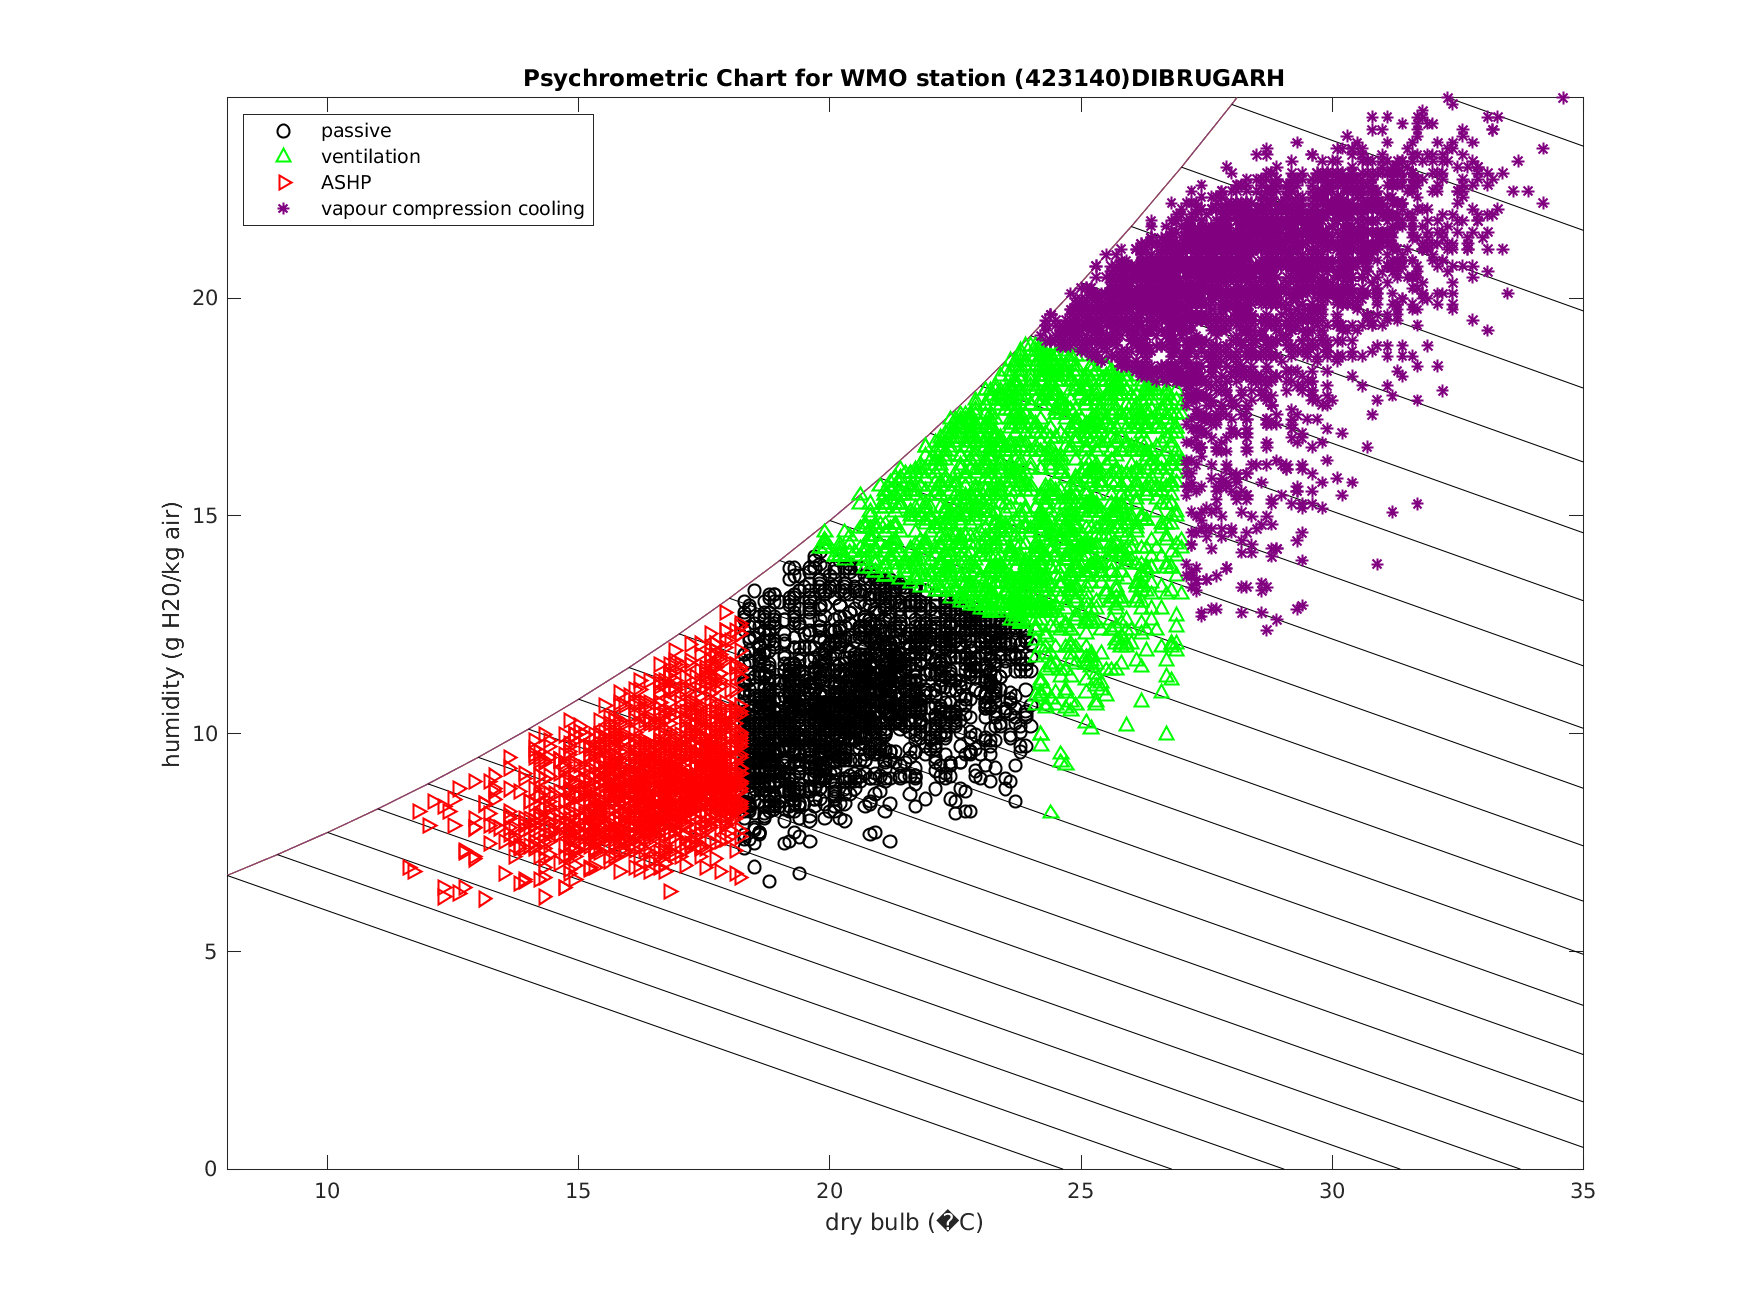 Psychrometric Chart for WMO station (423140)DIBRUGARH
passive
ventilation
ASHP
vapour compression cooling
humidity (g H20/kg air)
20
15
10
5
0
10 15 20 25 30 35
dry bulb (�C)